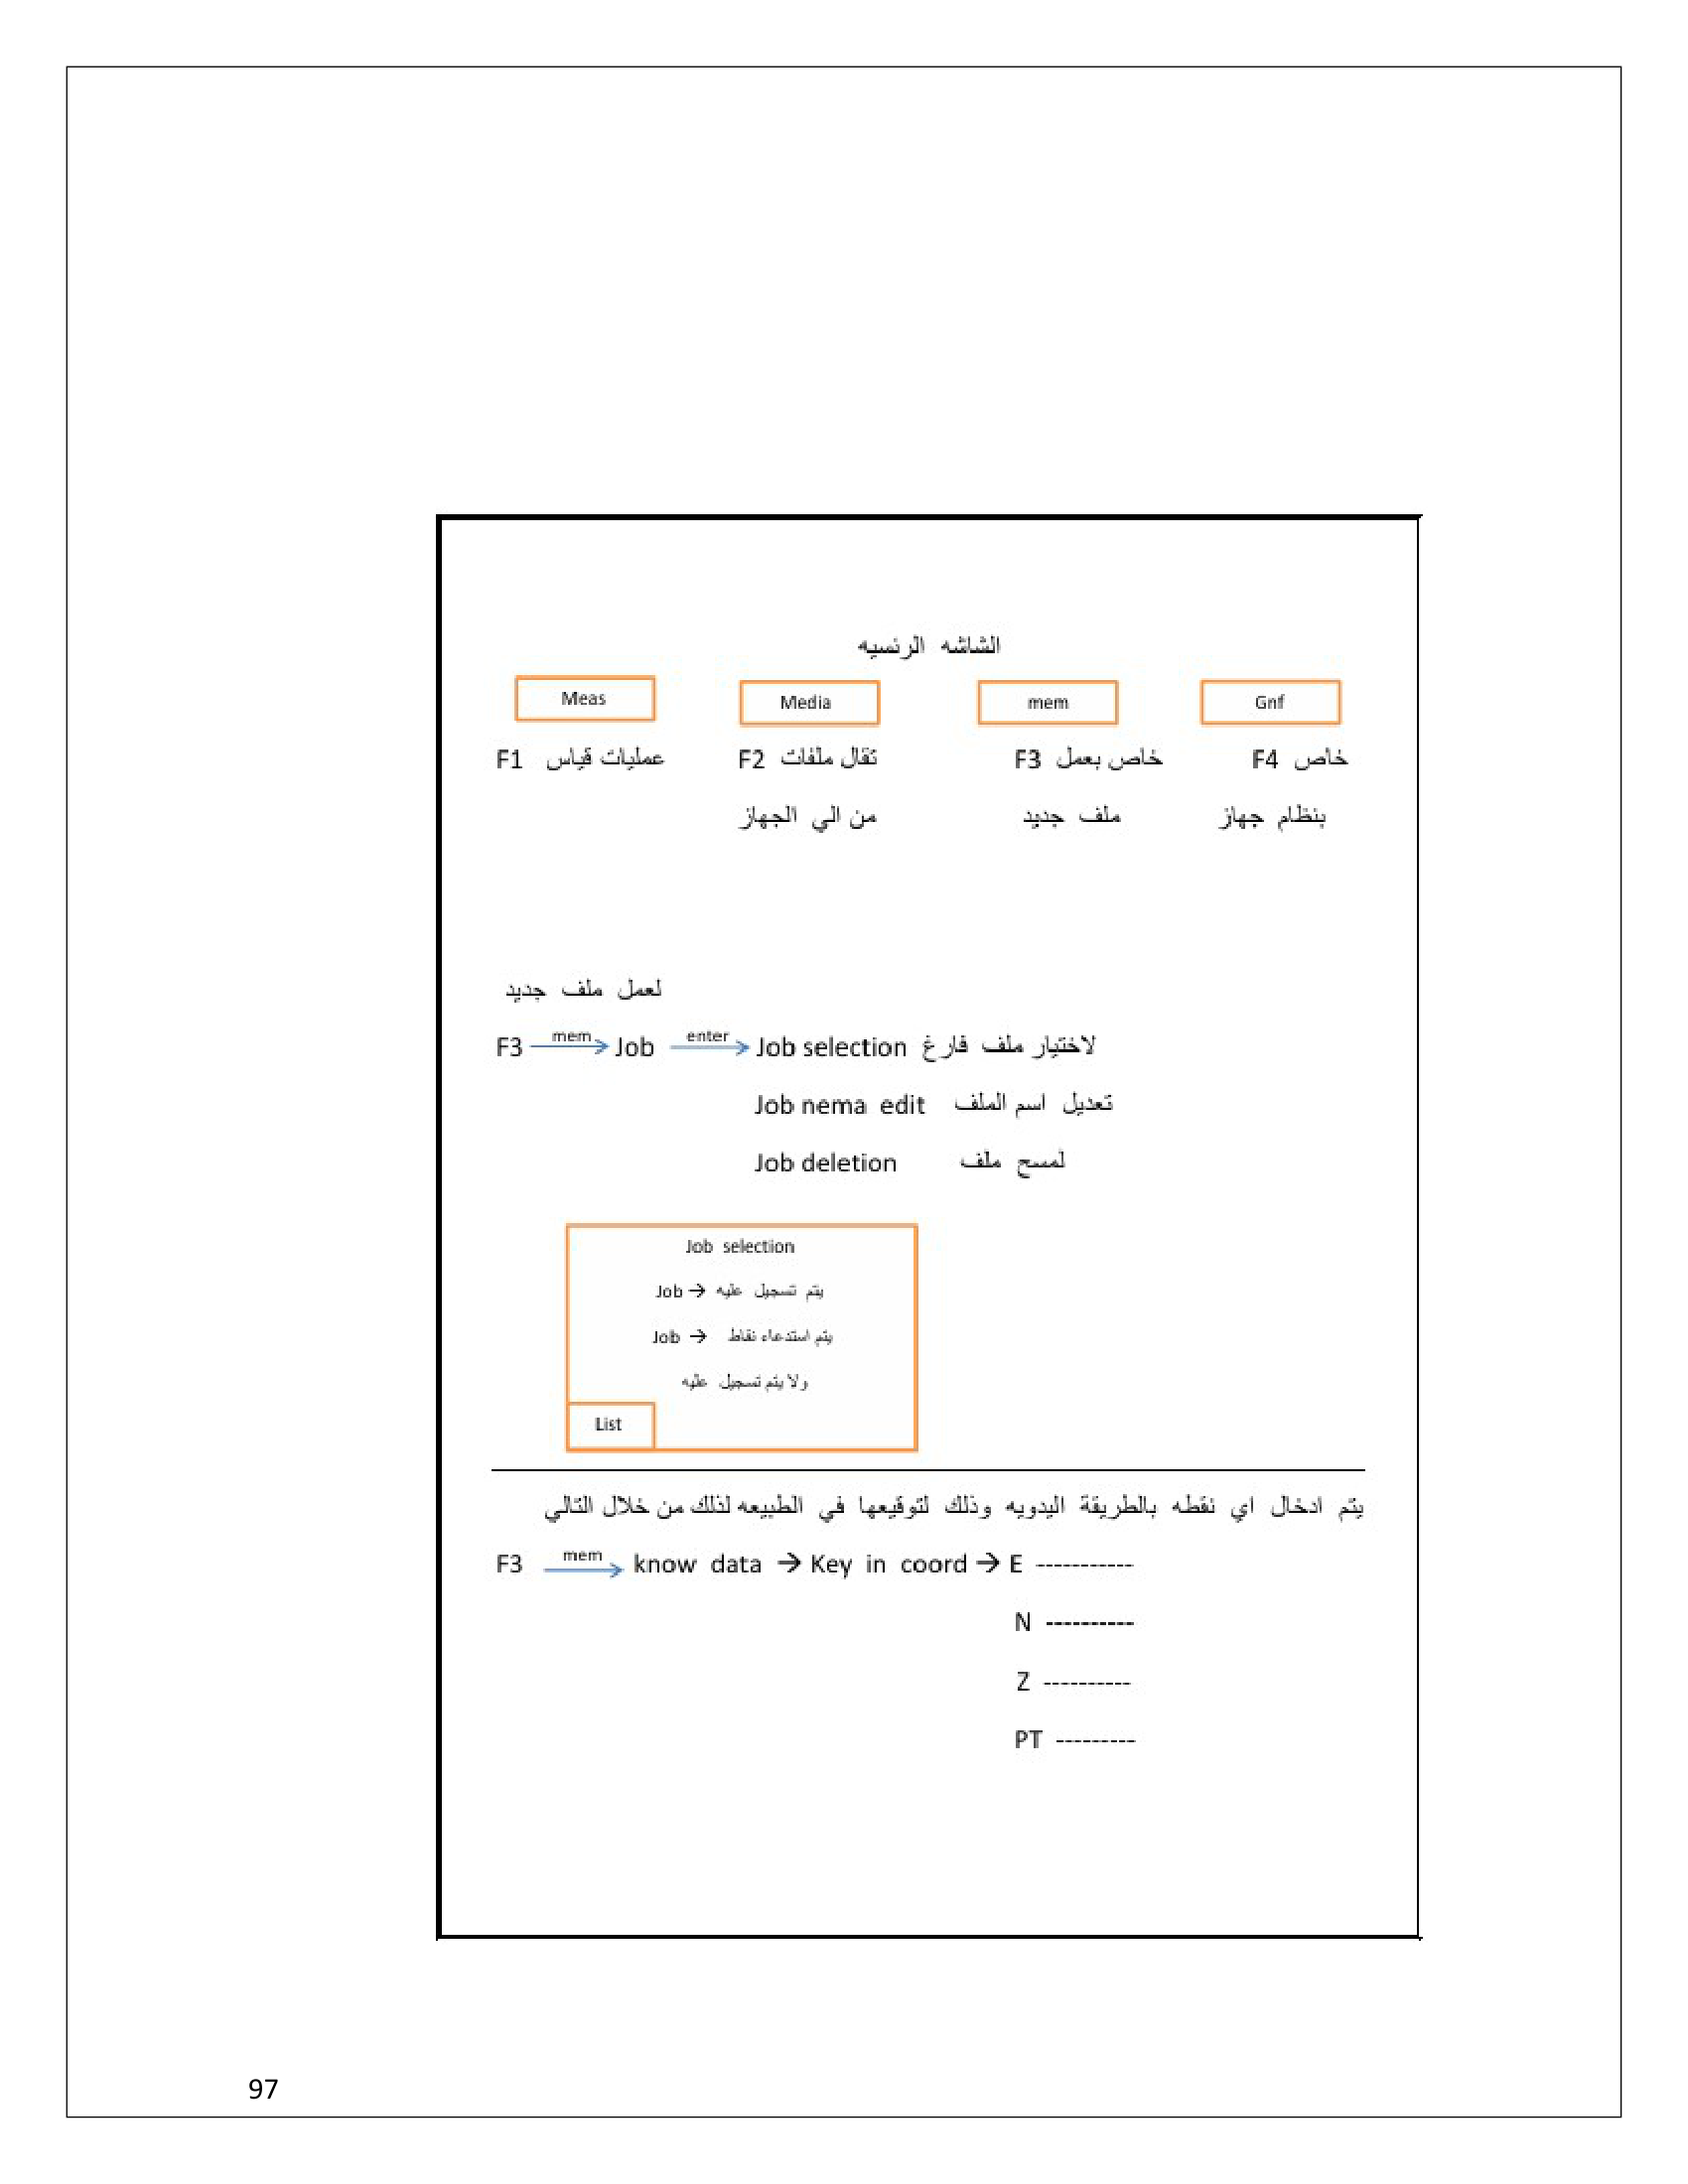 الشاشه الرئسيه
Meas Media mem Gnf
F1 عمليات قياس F2 تقال ملفات F3 خاص بعمل F4 خاص
من الي الجهاز ملف جديد بنظام جهاز
لعمل ملف جديد
F3 mem Job enter Job selection لاختيار ملف فارغ
Job nema edit تعديل اسم الملف
Job deletion لمسح ملف
Job selection
Job → يتم تسجيل عليه
Job → يتم استدعاء نقاط
ولا يتم تسجيل عليه
List
يتم ادخال اي نقطه بالطريقة اليدويه وذلك لتوقيعها في الطبيعه لذلك من خلال التالي
F3 mem know data → Key in coord → E -----------
N ----------
Z ----------
PT ---------
97